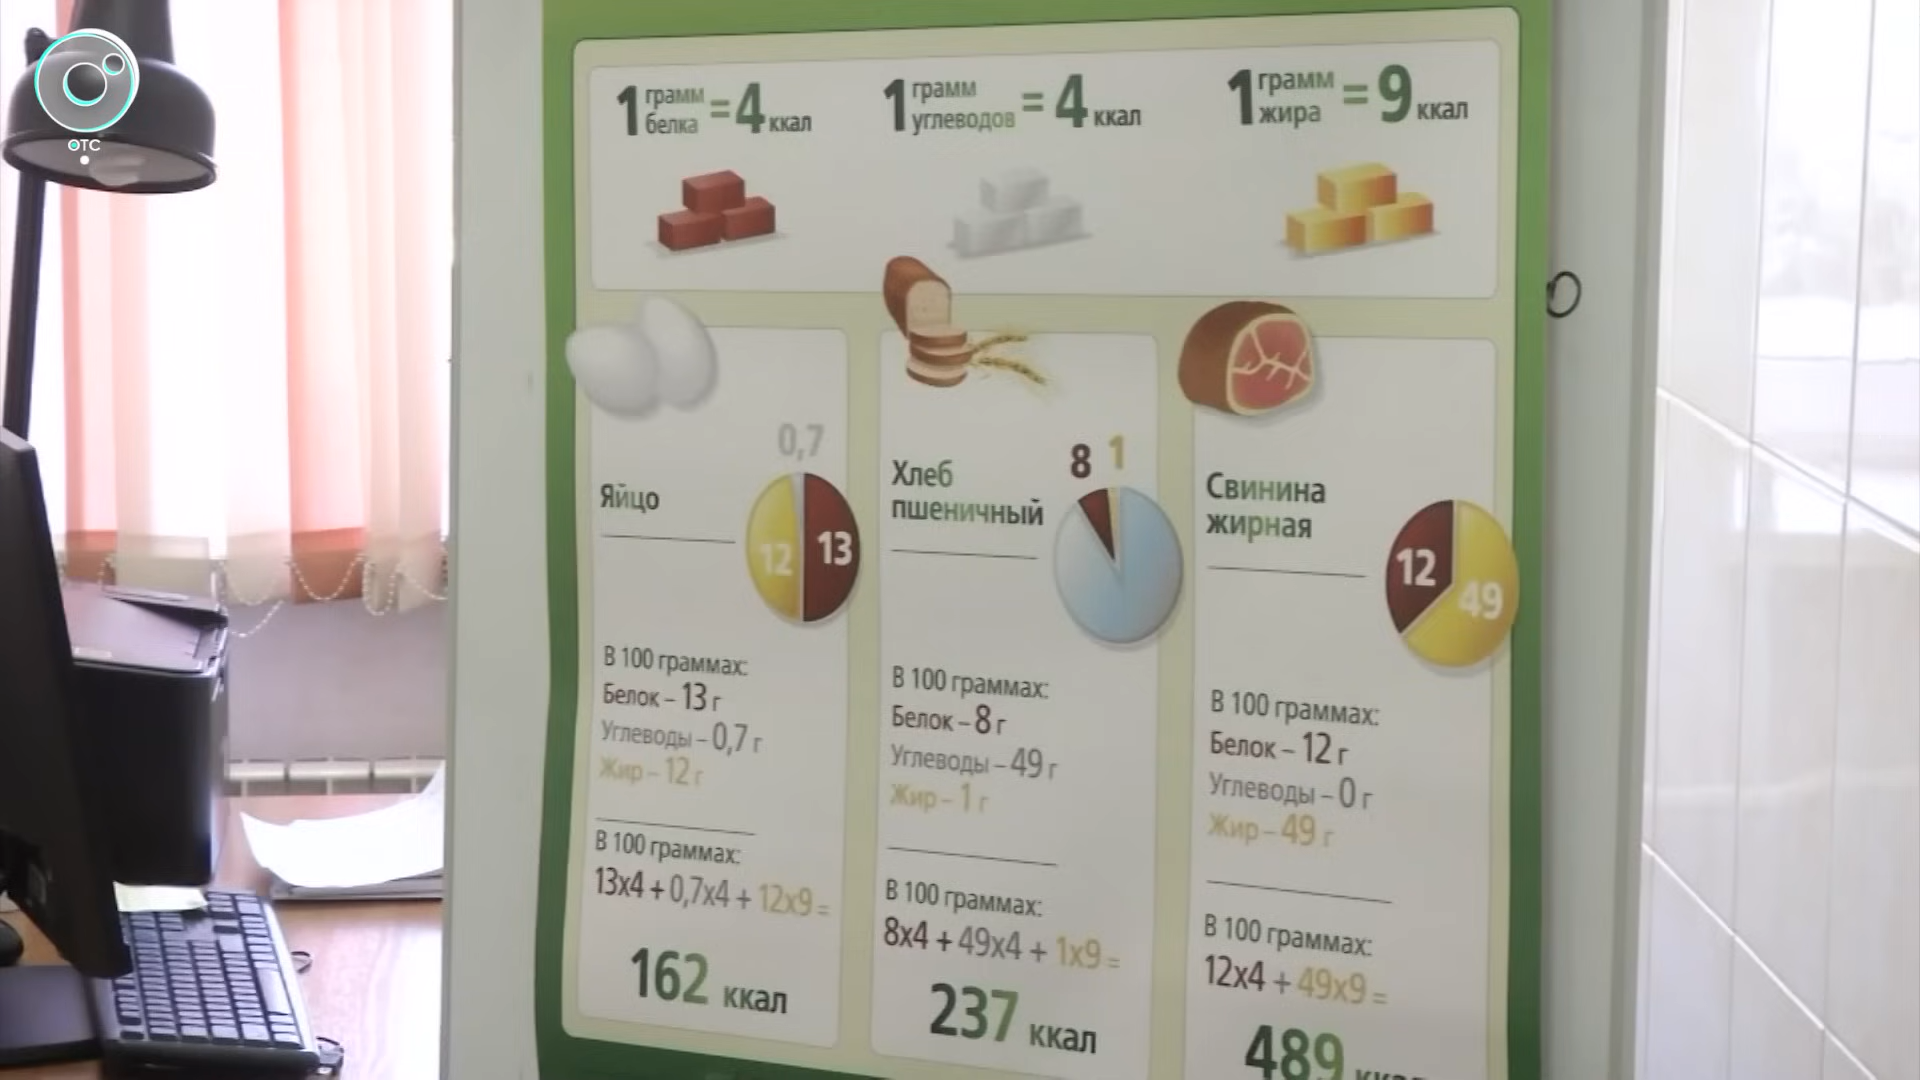 ОТС
1 грамм белка = 4 ккал
1 грамм углеводов = 4 ккал
1 грамм жира = 9 ккал
0,7
Яйцо
12
13
В 100 граммах:
Белок – 13 г
Углеводы – 0,7 г
Жир – 12 г
В 100 граммах:
13x4 + 0,7x4 + 12x9 =
162 ккал
8 1
Хлеб
пшеничный
В 100 граммах:
Белок – 8 г
Углеводы – 49 г
Жир – 1 г
В 100 граммах:
8x4 + 49x4 + 1x9 =
237 ккал
Свинина
жирная
12
49
В 100 граммах:
Белок – 12 г
Углеводы – 0 г
Жир – 49 г
В 100 граммах:
12x4 + 49x9 =
489 ккал